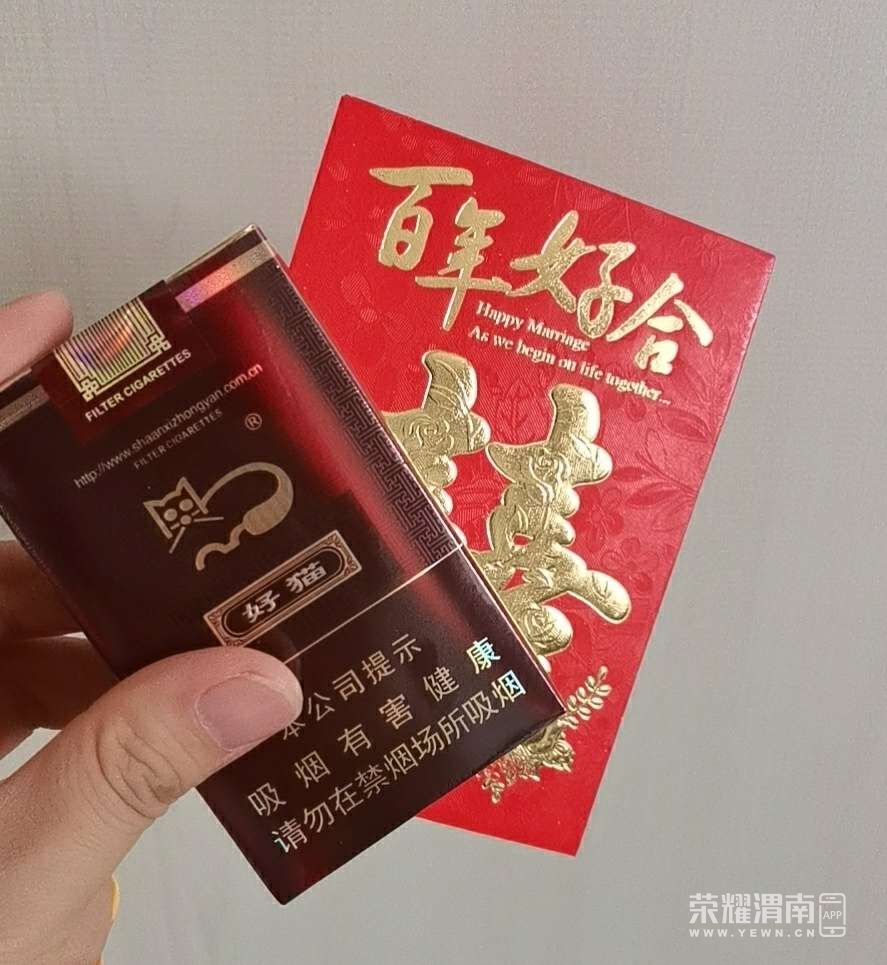 百年好合
Happy Marriage
As we begin on life together...
FILTER CIGARETTES
http://www.shaanxizhongyan.com.cn
FILTER CIGARETTES
®
好猫
本公司提示
吸烟有害健康
请勿在禁烟场所吸烟
荣耀渭南 APP
WWW.YEWN.CN